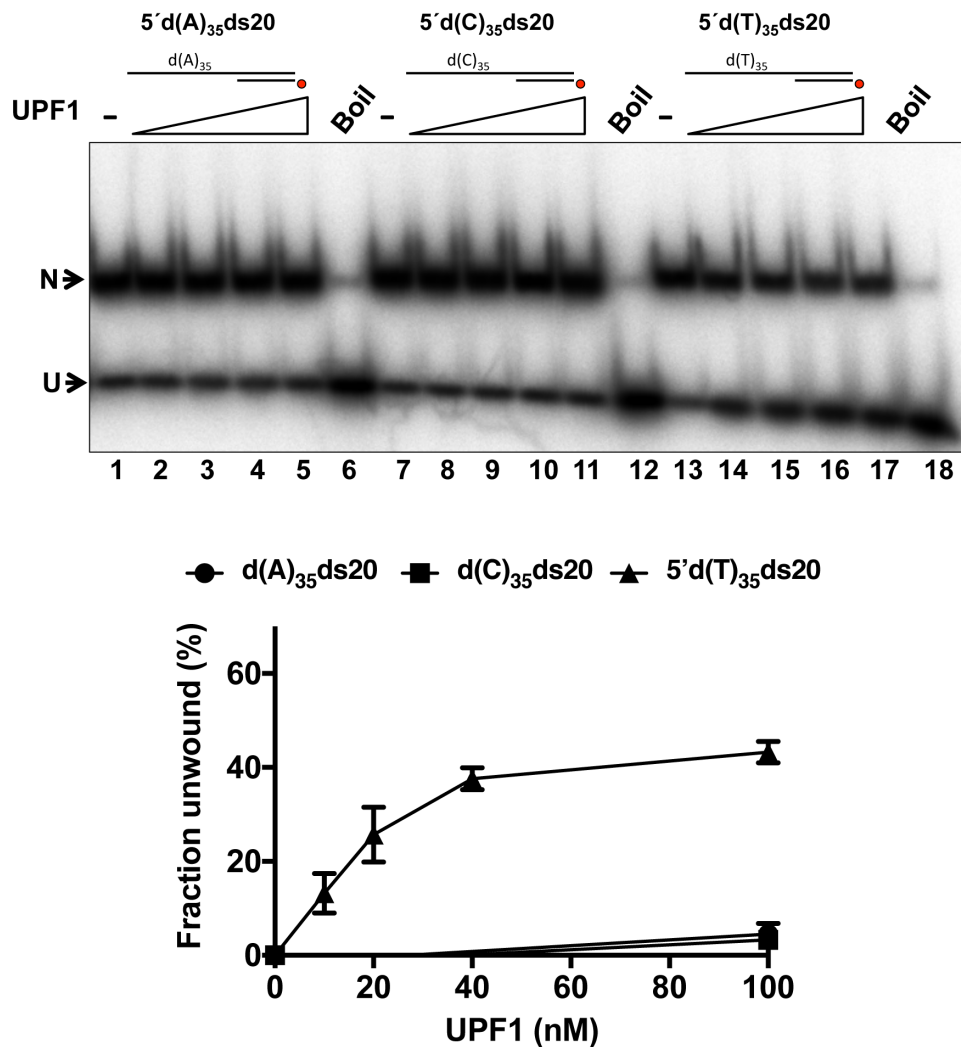 5´d(A)35ds20 5´d(C)35ds20 5´d(T)35ds20
d(A)35 d(C)35 d(T)35
UPF1 - Boil - Boil - Boil
N
U
1 2 3 4 5 6 7 8 9 10 11 12 13 14 15 16 17 18
d(A)35ds20 d(C)35ds20 5'd(T)35ds20
Fraction unwound (%)
60
40
20
0
0 20 40 60 80 100
UPF1 (nM)